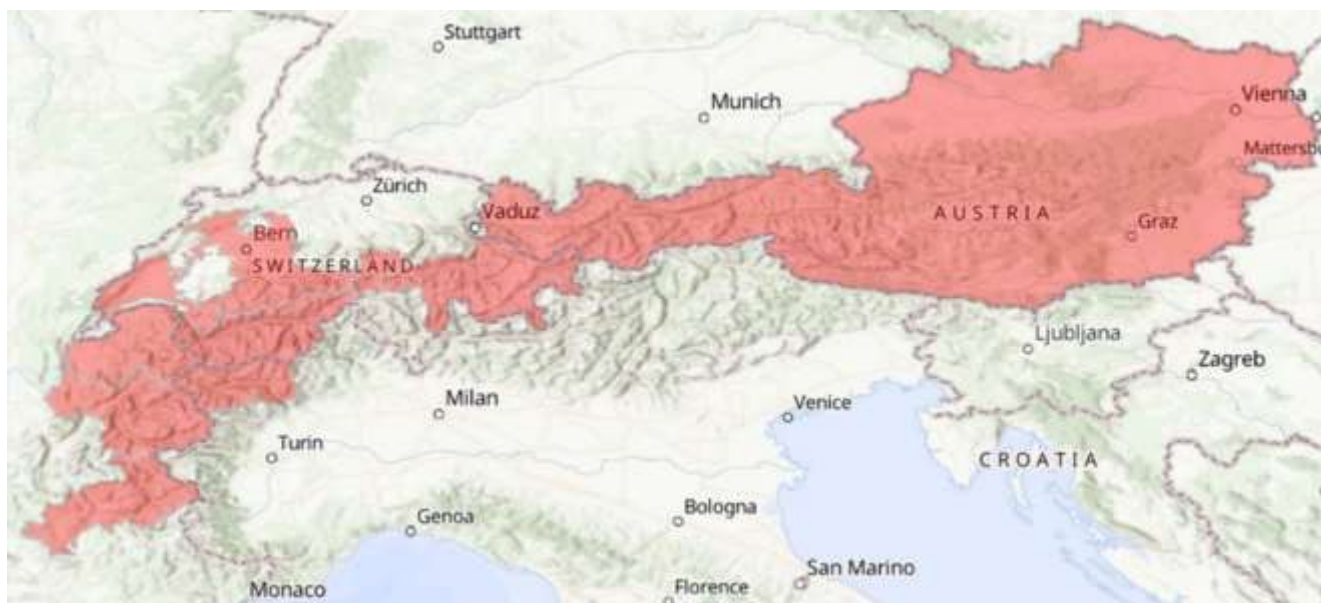 Stuttgart
Munich
Vienna
Zürich
Vaduz
AUSTRIA
Graz
Bern
SWITZERLAND
Ljubljana
Zagreb
Milan
Venice
Turin
CROATIA
Bologna
Genoa
San Marino
Monaco
Florence